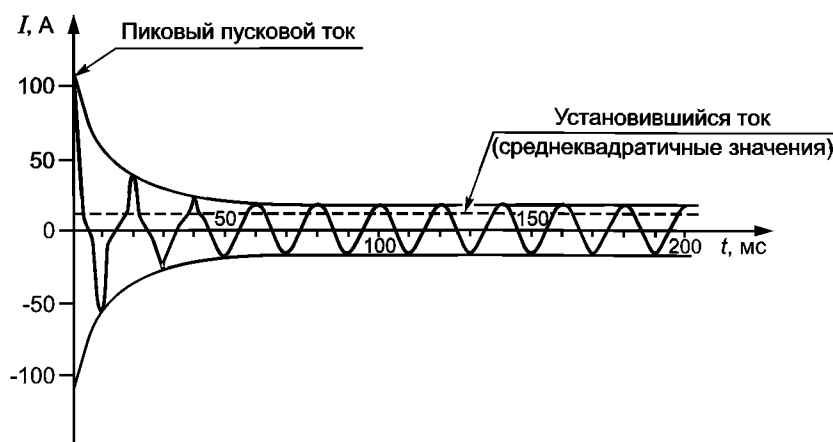 I, А
Пиковый пусковой ток
100
Установившийся ток
(среднеквадратичные значения)
50
50
150
0
100
200
t, мс
-50
-100